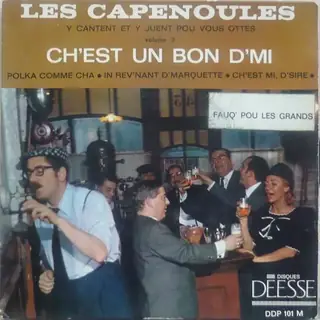 LES CAPENOULES
Y CANTENT ET Y JUENT POU VOUS OTTES
volume 2
CH'EST UN BON D'MI
POLKA COMME CHA • IN REV'NANT D'MARQUETTE • CH'EST MI, D'SIRE •
FAUQ' POU LES GRANDS
DISQUES
DÉESSE
DDP 101 M